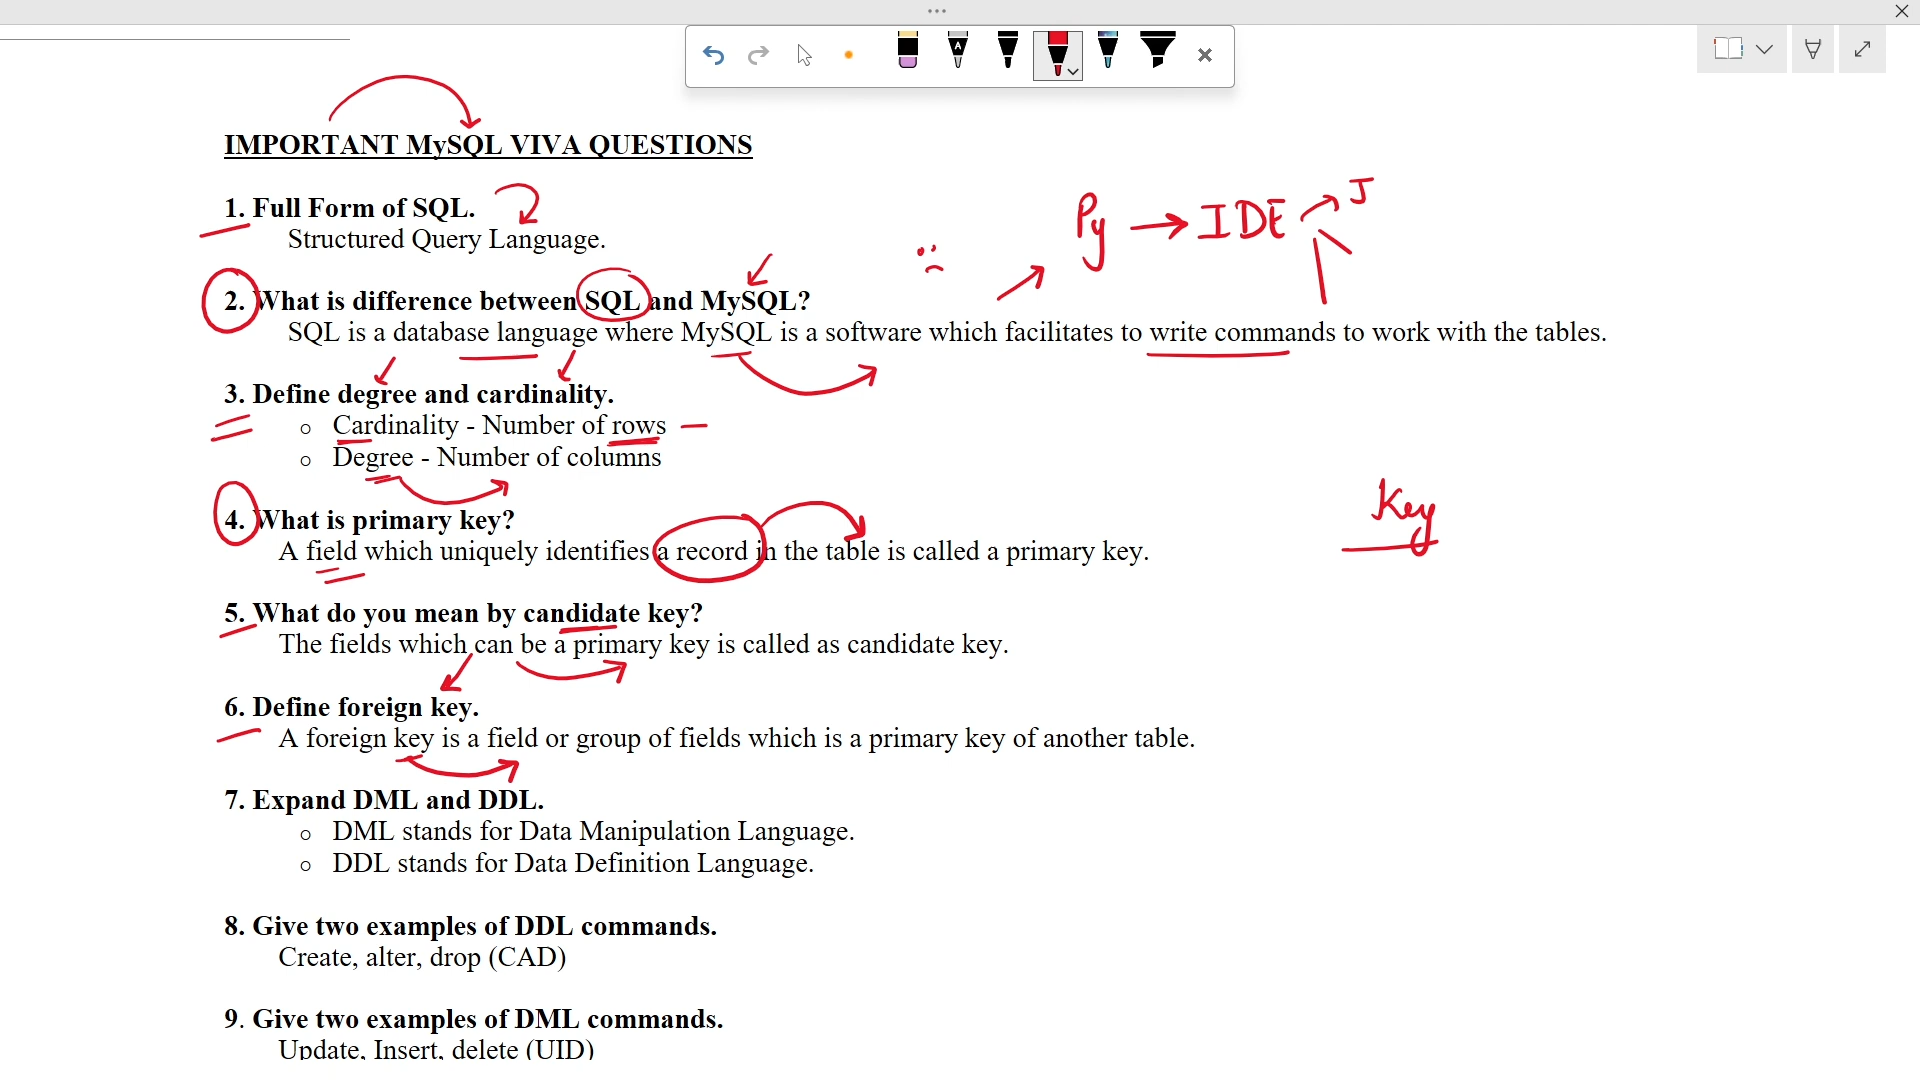 A
IMPORTANT MySQL VIVA QUESTIONS
1. Full Form of SQL.
Structured Query Language.
Py → IDE J
2. What is difference between SQL and MySQL?
SQL is a database language where MySQL is a software which facilitates to write commands to work with the tables.
3. Define degree and cardinality.
○ Cardinality - Number of rows
○ Degree - Number of columns
Key
4. What is primary key?
A field which uniquely identifies a record in the table is called a primary key.
5. What do you mean by candidate key?
The fields which can be a primary key is called as candidate key.
6. Define foreign key.
A foreign key is a field or group of fields which is a primary key of another table.
7. Expand DML and DDL.
○ DML stands for Data Manipulation Language.
○ DDL stands for Data Definition Language.
8. Give two examples of DDL commands.
Create, alter, drop (CAD)
9. Give two examples of DML commands.
Update, Insert, delete (UID)